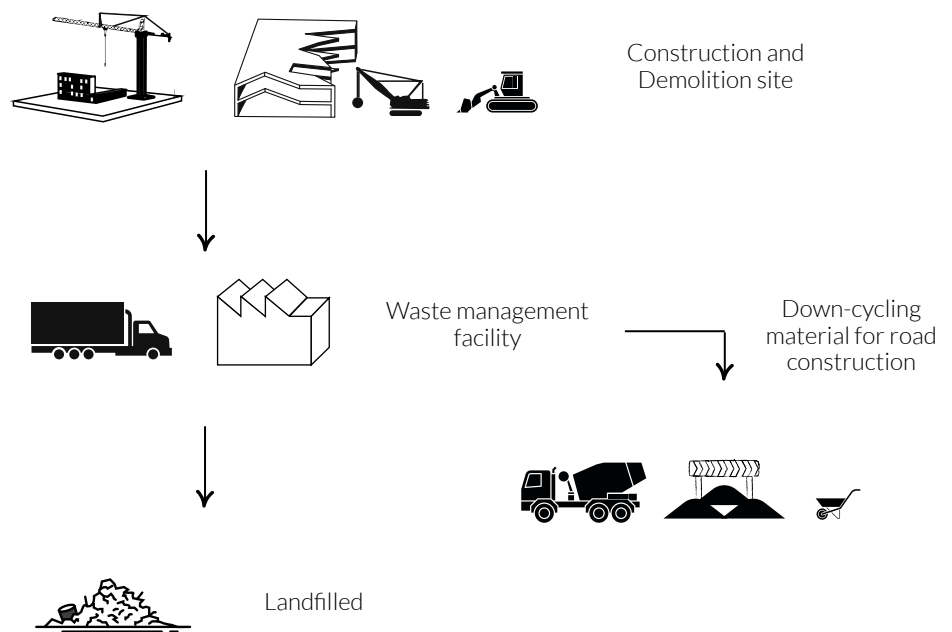 Construction and
Demolition site
Waste management
facility
Down-cycling
material for road
construction
Landfilled